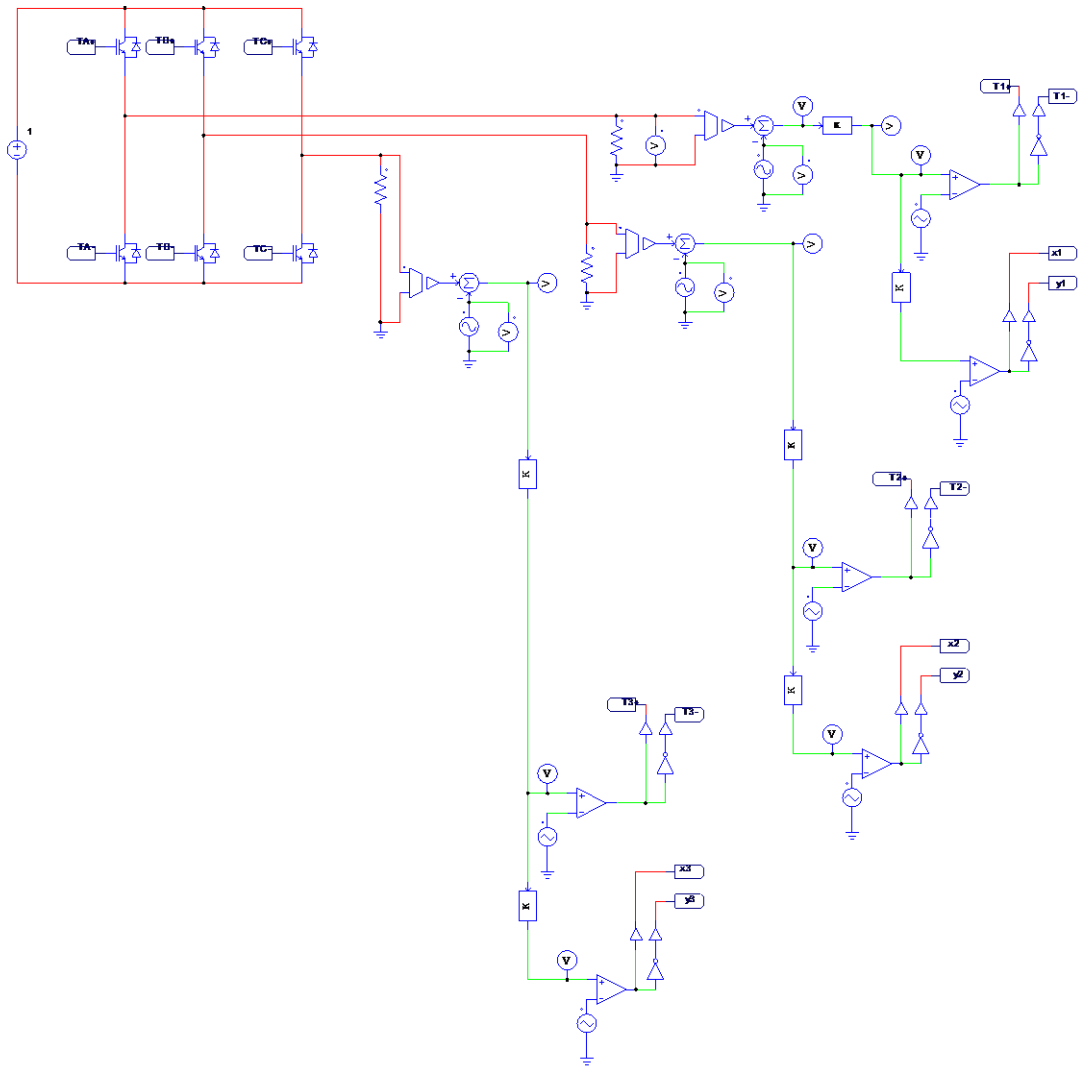 1
TA+
TB+
TC+
TA-
TB-
TC-
V
V
V
K
V
V
T1+
T1-
V
V
K
x1
y1
V
V
K
K
T2+
T2-
V
K
x2
y2
V
T3+
T3-
V
K
x3
y3
V